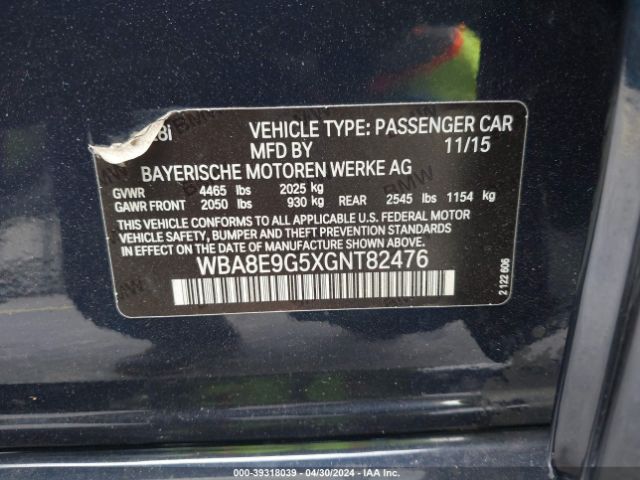 8i VEHICLE TYPE: PASSENGER CAR
MFD BY 11/15
BAYERISCHE MOTOREN WERKE AG
GVWR 4465 lbs 2025 kg
GAWR FRONT 2050 lbs 930 kg REAR 2545 lbs 1154 kg
THIS VEHICLE CONFORMS TO ALL APPLICABLE U.S. FEDERAL MOTOR
VEHICLE SAFETY, BUMPER AND THEFT PREVENTION STANDARDS
IN EFFECT ON THE DATE OF MANUFACTURE SHOWN ABOVE.
WBA8E9G5XGNT82476
2 122 606
000-39318039 - 04/30/2024 - IAA Inc.